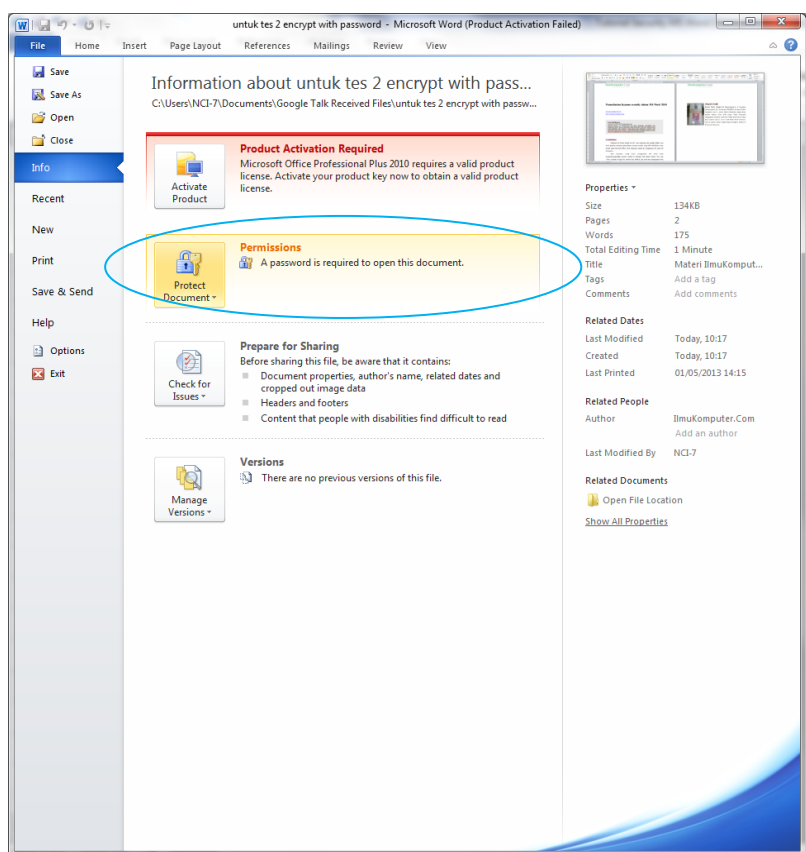 untuk tes 2 encrypt with password - Microsoft Word (Product Activation Failed)
File Home Insert Page Layout References Mailings Review View
Save
Save As
Open
Close
Info
Recent
New
Print
Save & Send
Help
Options
Exit
Information about untuk tes 2 encrypt with pass...
C:\Users\NCI-7\Documents\Google Talk Received Files\untuk tes 2 encrypt with passw...
Activate
Product
Product Activation Required
Microsoft Office Professional Plus 2010 requires a valid product
license. Activate your product key now to obtain a valid product
license.
Protect
Document
Permissions
A password is required to open this document.
Check for
Issues
Prepare for Sharing
Before sharing this file, be aware that it contains:
Document properties, author's name, related dates and
cropped out image data
Headers and footers
Content that people with disabilities find difficult to read
Manage
Versions
Versions
There are no previous versions of this file.
Properties
Size 134KB
Pages 2
Words 175
Total Editing Time 1 Minute
Title Materi IlmuKomput...
Tags Add a tag
Comments Add comments
Related Dates
Last Modified Today, 10:17
Created Today, 10:17
Last Printed 01/05/2013 14:15
Related People
Author IlmuKomputer.Com
Add an author
Last Modified By NCI-7
Related Documents
Open File Location
Show All Properties